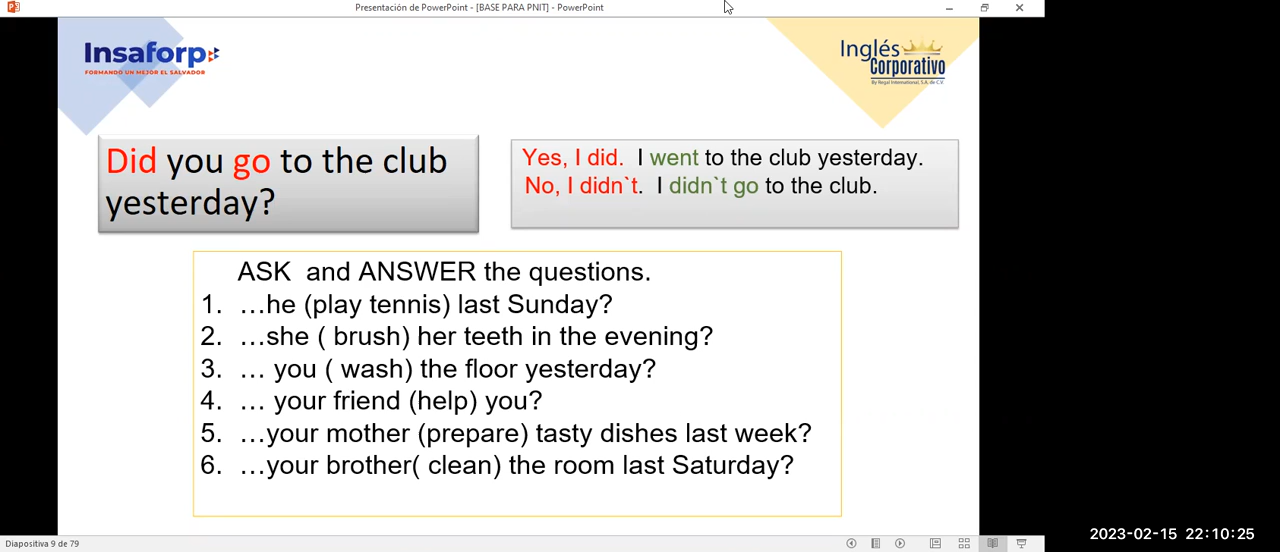 Presentación de PowerPoint - [BASE PARA PNIT] - PowerPoint
Insaforp
FORMANDO UN MEJOR EL SALVADOR
Inglés
Corporativo
By Regal International, S.A. de C.V.
Did you go to the club
yesterday?
Yes, I did. I went to the club yesterday.
No, I didn`t. I didn`t go to the club.
ASK and ANSWER the questions.
1. …he (play tennis) last Sunday?
2. …she ( brush) her teeth in the evening?
3. … you ( wash) the floor yesterday?
4. … your friend (help) you?
5. …your mother (prepare) tasty dishes last week?
6. …your brother( clean) the room last Saturday?
Diapositiva 9 de 79
2023-02-15 22:10:25